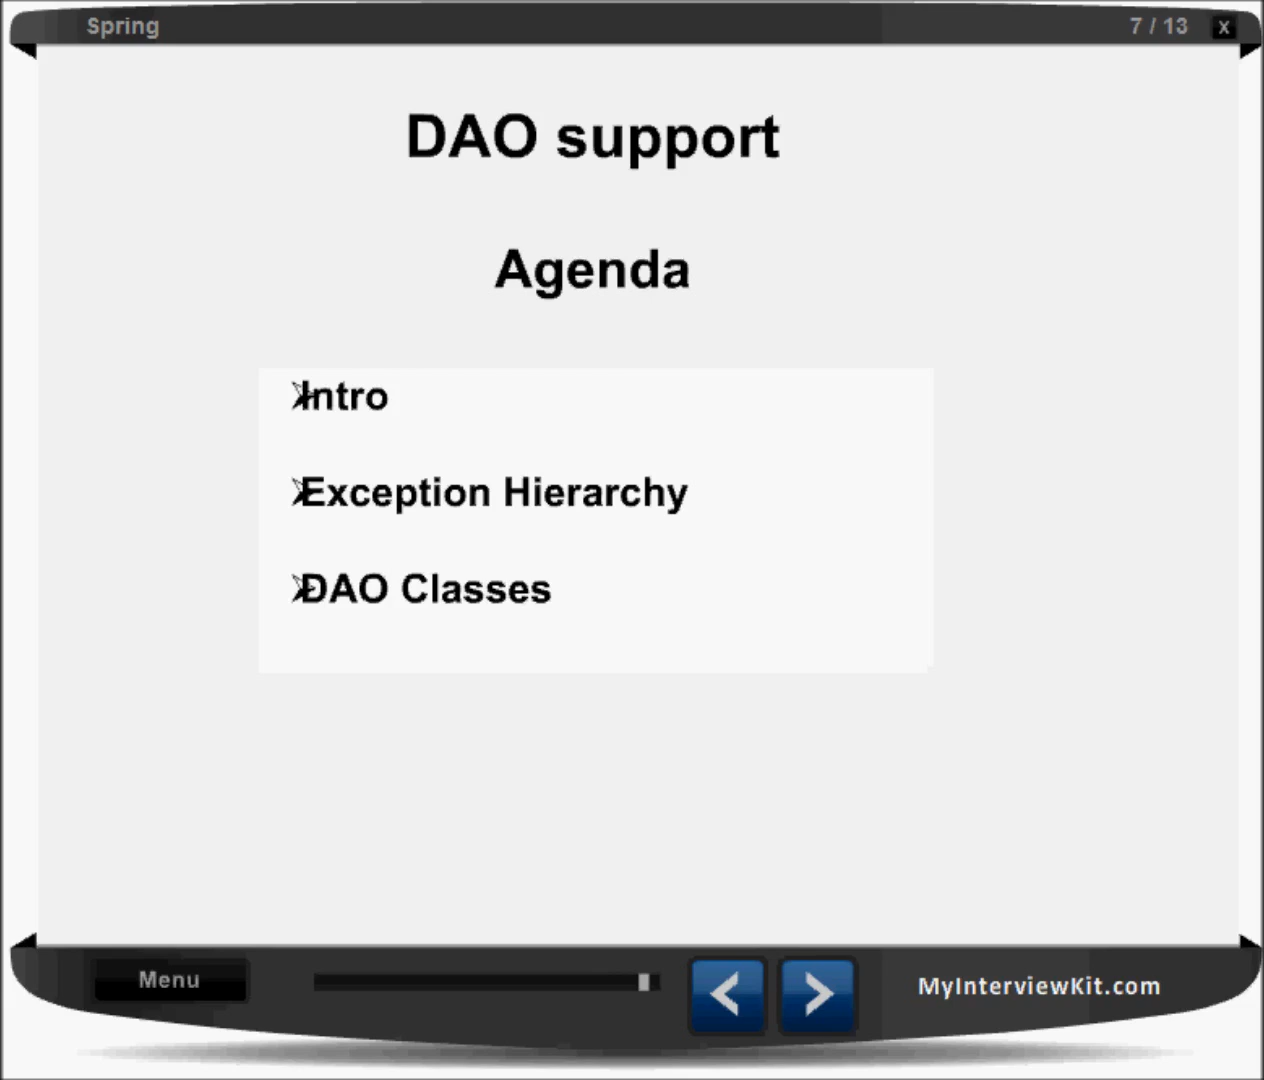 Spring
7 / 13
X
DAO support
Agenda
➢Intro
➢Exception Hierarchy
➢DAO Classes
Menu
MyInterviewKit.com